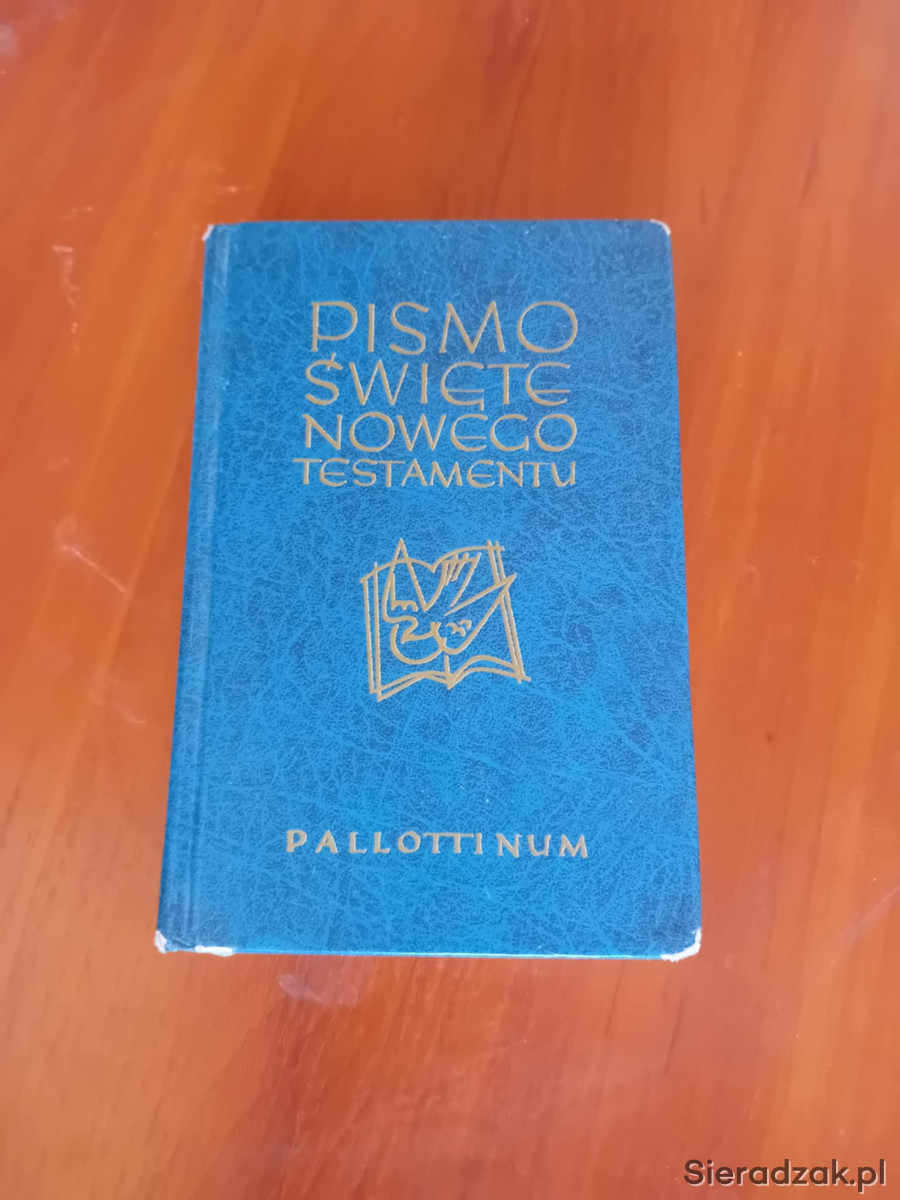 PISMO
ŚWIĘTE
NOWEGO
TESTAMENTU
PALLOTTINUM
Sieradzak.pl